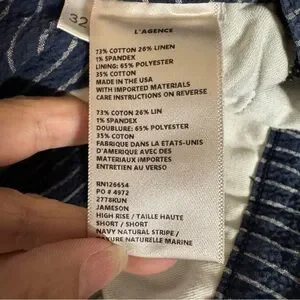 32
L'AGENCE
73% COTTON 26% LINEN
1% SPANDEX
LINING: 65% POLYESTER
35% COTTON
MADE IN THE USA
WITH IMPORTED MATERIALS
CARE INSTRUCTIONS ON REVERSE
73% COTON 26% LIN
1% SPANDEX
DOUBLURE: 65% POLYESTER
35% COTON
FABRIQUE DANS LA ETATS-UNIS
D'AMERIQUE AVEC DES
MATERIAUX IMPORTES
ENTRETIEN AU VERSO
RN126654
PO # 4972
2778KUN
JAMESON
HIGH RISE / TAILLE HAUTE
SHORT / SHORT
NAVY NATURAL STRIPE /
NATURELLE MARINE